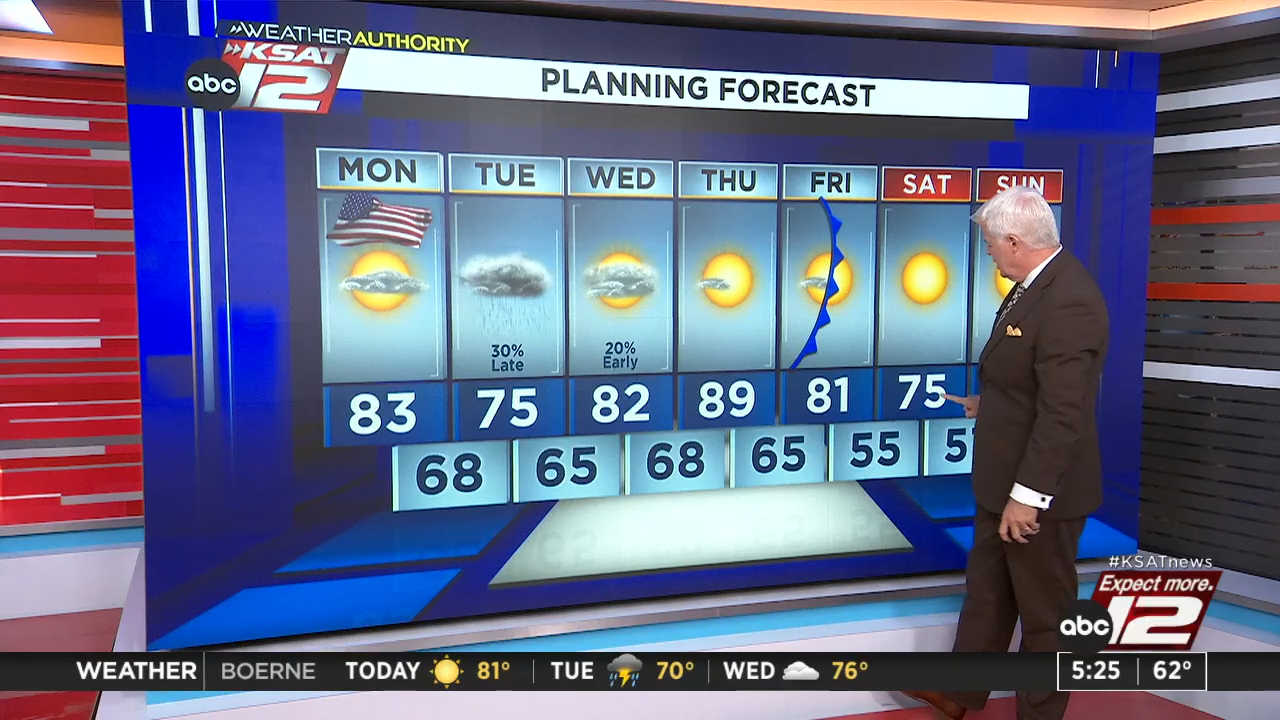 »WEATHERAUTHORITY
»KSAT
abc 12
PLANNING FORECAST
MON TUE WED THU FRI SAT SUN
30% Late
20% Early
83 75 82 89 81 75
68 65 68 65 55
#KSATnews
Expect more.
abc 12
WEATHER BOERNE TODAY 81° TUE 70° WED 76° 5:25 62°